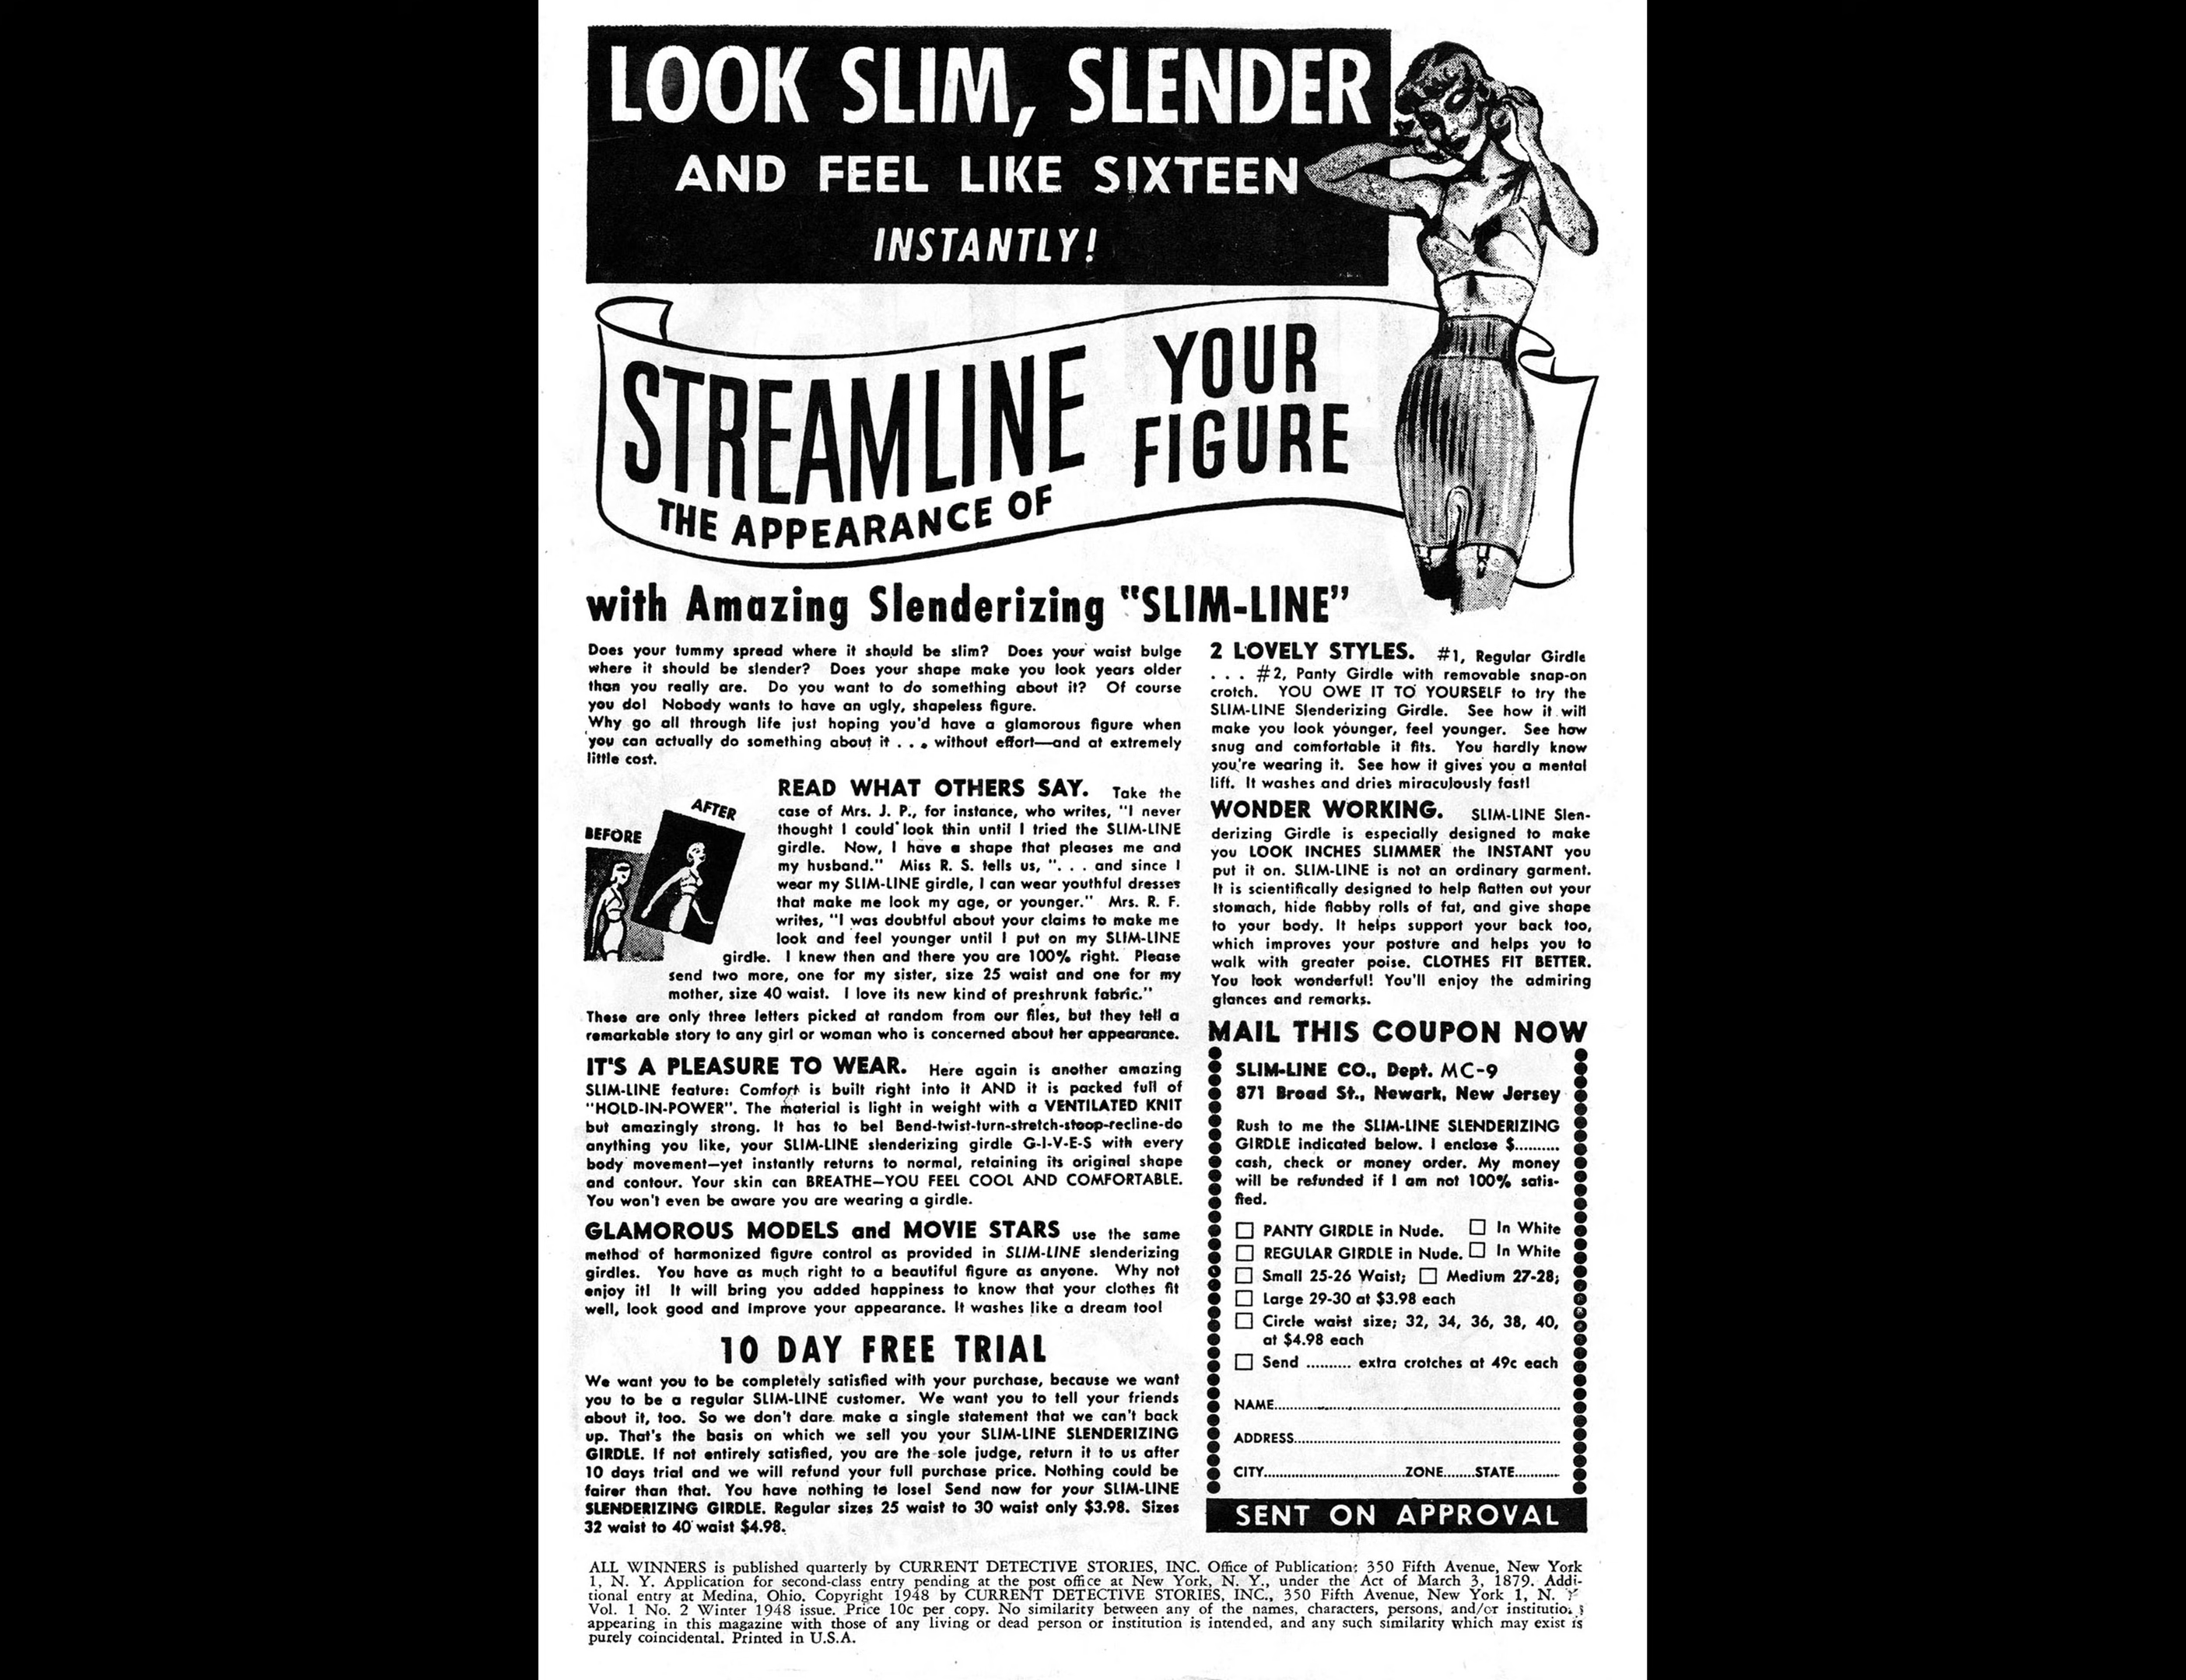 LOOK SLIM, SLENDER
AND FEEL LIKE SIXTEEN
INSTANTLY!
STREAMLINE
THE APPEARANCE OF
YOUR
FIGURE
with Amazing Slenderizing "SLIM-LINE"
Does your tummy spread where it should be slim? Does your waist bulge
where it should be slender? Does your shape make you look years older
than you really are. Do you want to do something about it? Of course
you do! Nobody wants to have an ugly, shapeless figure.
Why go all through life just hoping you'd have a glamorous figure when
you can actually do something about it . . . without effort—and at extremely
little cost.
BEFORE
AFTER
READ WHAT OTHERS SAY. Take the
case of Mrs. J. P., for instance, who writes, "I never
thought I could look thin until I tried the SLIM-LINE
girdle. Now, I have a shape that pleases me and
my husband." Miss R. S. tells us, ". . . and since I
wear my SLIM-LINE girdle, I can wear youthful dresses
that make me look my age, or younger." Mrs. R. F.
writes, "I was doubtful about your claims to make me
look and feel younger until I put on my SLIM-LINE
girdle. I knew then and there you are 100% right. Please
send two more, one for my sister, size 25 waist and one for my
mother, size 40 waist. I love its new kind of preshrunk fabric."
These are only three letters picked at random from our files, but they tell a
remarkable story to any girl or woman who is concerned about her appearance.
IT'S A PLEASURE TO WEAR. Here again is another amazing
SLIM-LINE feature: Comfort is built right into it AND it is packed full of
"HOLD-IN-POWER". The material is light in weight with a VENTILATED KNIT
but amazingly strong. It has to be! Bend-twist-turn-stretch-stoop-recline-do
anything you like, your SLIM-LINE slenderizing girdle G-I-V-E-S with every
body movement—yet instantly returns to normal, retaining its original shape
and contour. Your skin can BREATHE—YOU FEEL COOL AND COMFORTABLE.
You won't even be aware you are wearing a girdle.
GLAMOROUS MODELS and MOVIE STARS use the same
method of harmonized figure control as provided in SLIM-LINE slenderizing
girdles. You have as much right to a beautiful figure as anyone. Why not
enjoy it! It will bring you added happiness to know that your clothes fit
well, look good and improve your appearance. It washes like a dream too!
10 DAY FREE TRIAL
We want you to be completely satisfied with your purchase, because we want
you to be a regular SLIM-LINE customer. We want you to tell your friends
about it, too. So we don't dare make a single statement that we can't back
up. That's the basis on which we sell you your SLIM-LINE SLENDERIZING
GIRDLE. If not entirely satisfied, you are the sole judge, return it to us after
10 days trial and we will refund your full purchase price. Nothing could be
fairer than that. You have nothing to lose! Send now for your SLIM-LINE
SLENDERIZING GIRDLE. Regular sizes 25 waist to 30 waist only $3.98. Sizes
32 waist to 40 waist $4.98.
2 LOVELY STYLES. #1, Regular Girdle
. . . #2, Panty Girdle with removable snap-on
crotch. YOU OWE IT TO YOURSELF to try the
SLIM-LINE Slenderizing Girdle. See how it will
make you look younger, feel younger. See how
snug and comfortable it fits. You hardly know
you're wearing it. See how it gives you a mental
lift. It washes and dries miraculously fast!
WONDER WORKING. SLIM-LINE Slen-
derizing Girdle is especially designed to make
you LOOK INCHES SLIMMER the INSTANT you
put it on. SLIM-LINE is not an ordinary garment.
It is scientifically designed to help flatten out your
stomach, hide flabby rolls of fat, and give shape
to your body. It helps support your back too,
which improves your posture and helps you to
walk with greater poise. CLOTHES FIT BETTER.
You look wonderful! You'll enjoy the admiring
glances and remarks.
MAIL THIS COUPON NOW
SLIM-LINE CO., Dept. MC-9
871 Broad St., Newark, New Jersey
Rush to me the SLIM-LINE SLENDERIZING
GIRDLE indicated below. I enclose $..........
cash, check or money order. My money
will be refunded if I am not 100% satis-
fied.
☐ PANTY GIRDLE in Nude. ☐ In White
☐ REGULAR GIRDLE in Nude. ☐ In White
☐ Small 25-26 Waist; ☐ Medium 27-28;
☐ Large 29-30 at $3.98 each
☐ Circle waist size; 32, 34, 36, 38, 40,
at $4.98 each
☐ Send .......... extra crotches at 49c each
NAME..........
ADDRESS..........
CITY..........ZONE.......STATE..........
SENT ON APPROVAL
ALL WINNERS is published quarterly by CURRENT DETECTIVE STORIES, INC. Office of Publication: 350 Fifth Avenue, New York
1, N. Y. Application for second-class entry pending at the post office at New York, N. Y., under the Act of March 3, 1879. Addi-
tional entry at Medina, Ohio. Copyright 1948 by CURRENT DETECTIVE STORIES, INC., 350 Fifth Avenue, New York 1, N. Y.
Vol. 1 No. 2 Winter 1948 issue. Price 10c per copy. No similarity between any of the names, characters, persons, and/or institutions
appearing in this magazine with those of any living or dead person or institution is intended, and any such similarity which may exist is
purely coincidental. Printed in U.S.A.